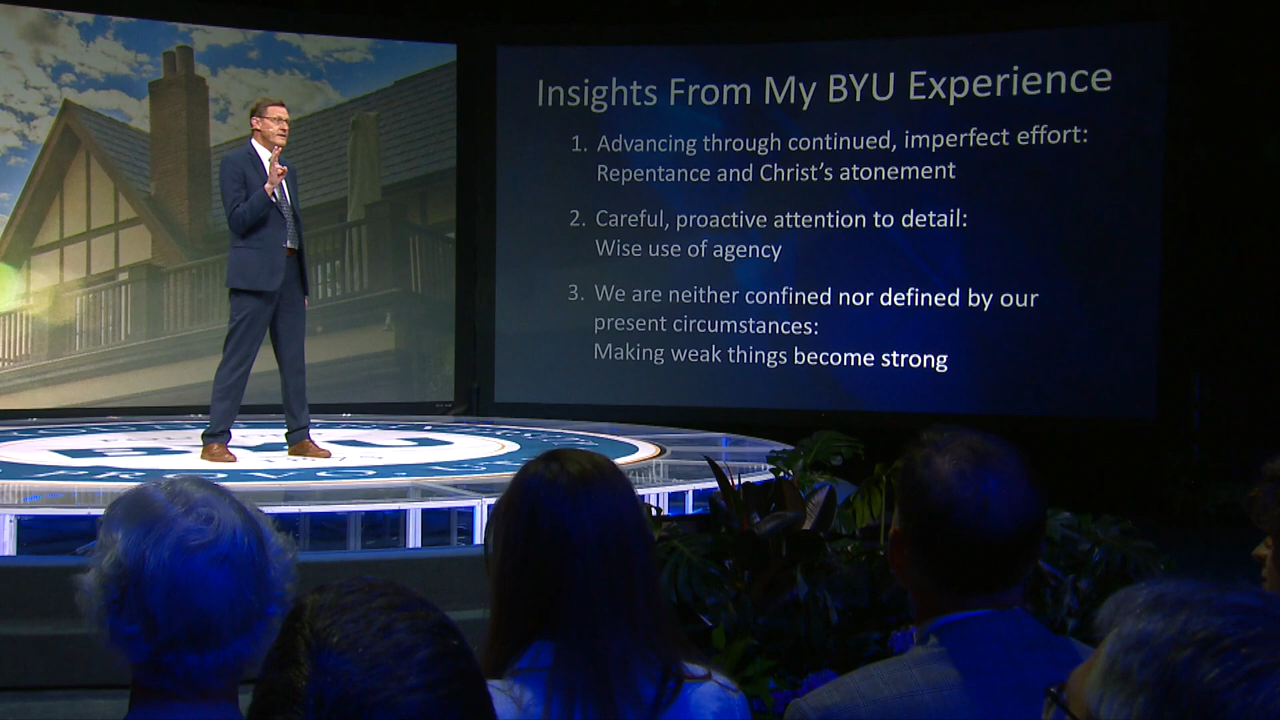 Insights From My BYU Experience
1. Advancing through continued, imperfect effort:
Repentance and Christ's atonement
2. Careful, proactive attention to detail:
Wise use of agency
3. We are neither confined nor defined by our
present circumstances:
Making weak things become strong
BYU